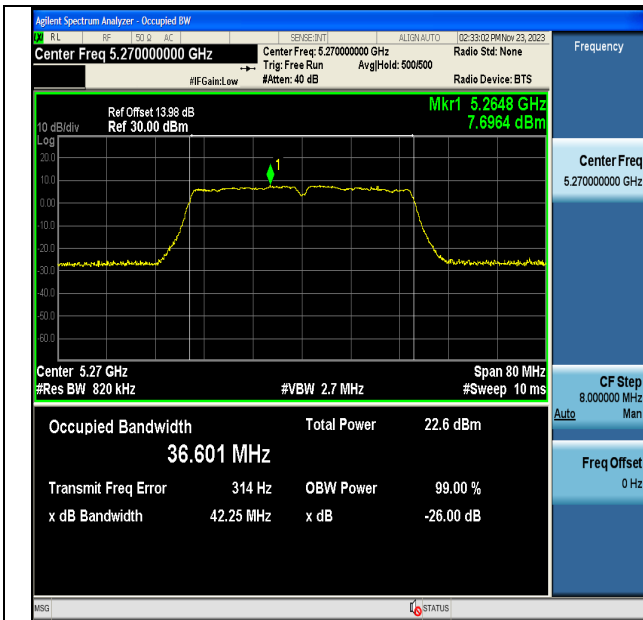 Agilent Spectrum Analyzer - Occupied BW
RL RF 50 Ω AC SENSE:INT ALIGN AUTO 02:33:02 PM Nov 23, 2023
Center Freq 5.270000000 GHz
Center Freq: 5.270000000 GHz
Radio Std: None
Trig: Free Run Avg|Hold: 500/500
#IFGain:Low
#Atten: 40 dB
Radio Device: BTS
Mkr1 5.2648 GHz
7.6964 dBm
Ref Offset 13.98 dB
10 dB/div Ref 30.00 dBm
Log
20.0
10.0
0.00
-10.0
-20.0
-30.0
-40.0
-50.0
-60.0
1
Center 5.27 GHz Span 80 MHz
#Res BW 820 kHz #VBW 2.7 MHz #Sweep 10 ms
Occupied Bandwidth Total Power 22.6 dBm
36.601 MHz
Transmit Freq Error 314 Hz OBW Power 99.00 %
x dB Bandwidth 42.25 MHz x dB -26.00 dB
MSG STATUS
Frequency
Center Freq
5.270000000 GHz
CF Step
8.000000 MHz
Auto Man
Freq Offset
0 Hz